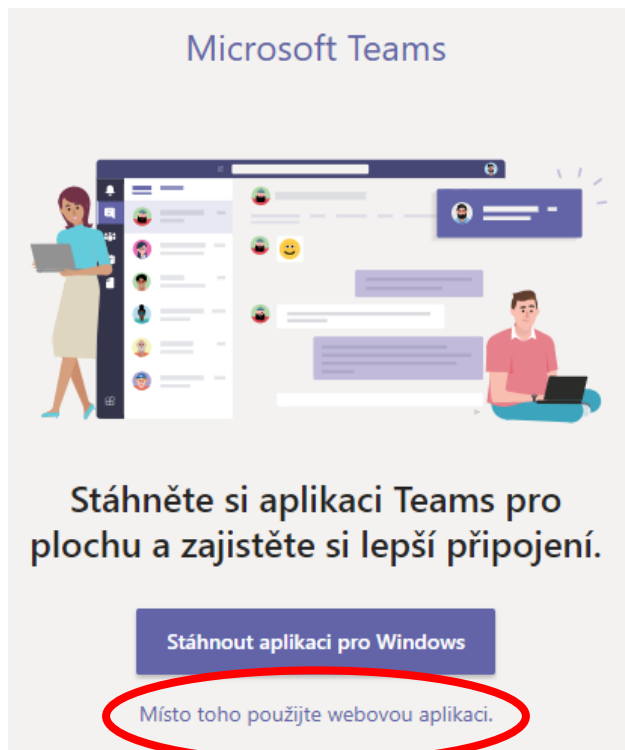 Microsoft Teams
Stáhněte si aplikaci Teams pro
plochu a zajistěte si lepší připojení.
Stáhnout aplikaci pro Windows
Místo toho použijte webovou aplikaci.